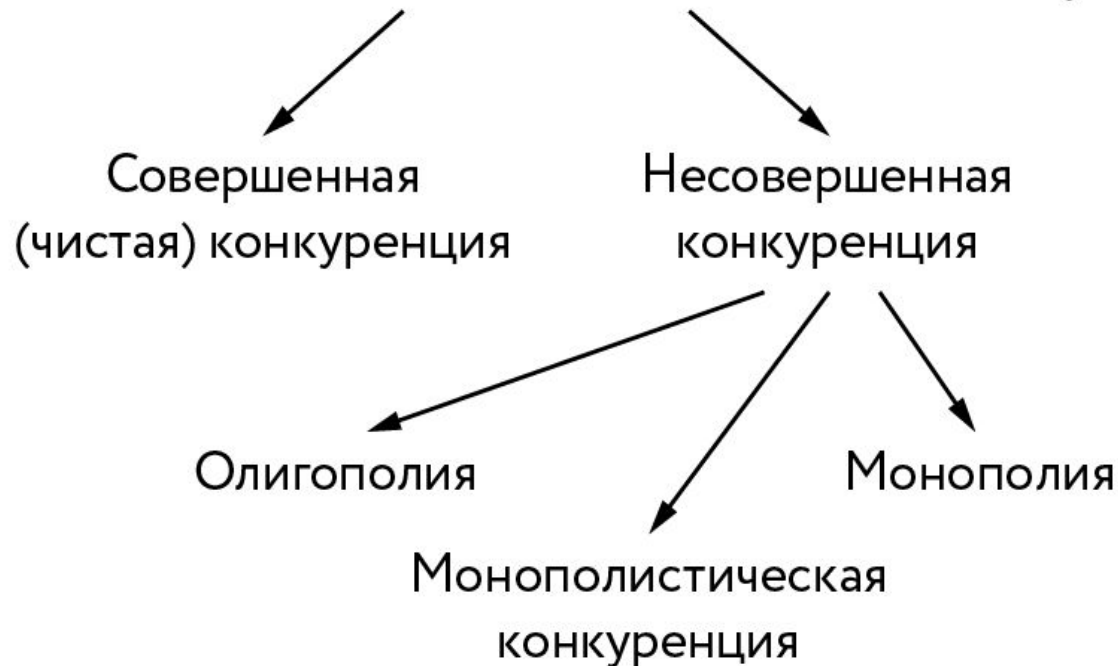 Совершенная
(чистая) конкуренция
Несовершенная
конкуренция
Олигополия
Монополия
Монополистическая
конкуренция